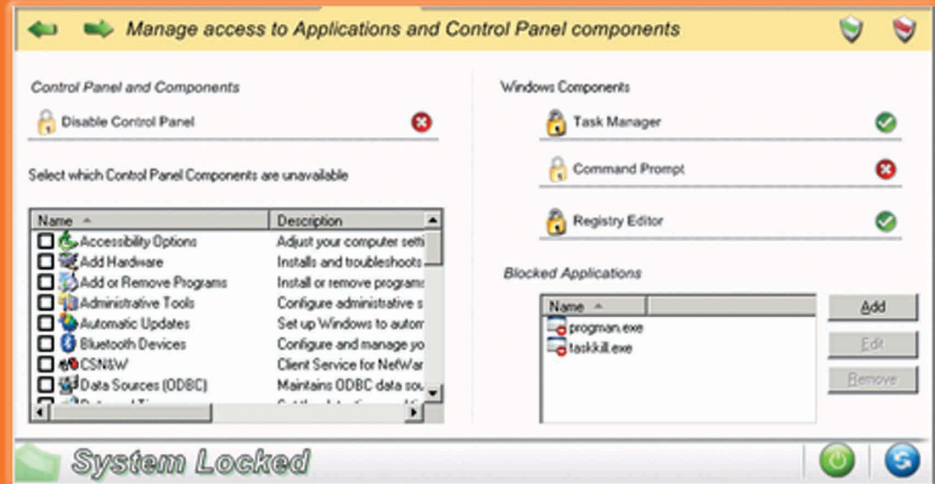 Manage access to Applications and Control Panel components
Control Panel and Components
Disable Control Panel
Select which Control Panel Components are unavailable
Name Description
Accessibility Options Adjust your computer setti
Add Hardware Installs and troubleshoots
Add or Remove Programs Install or remove programs
Administrative Tools Configure administrative s
Automatic Updates Set up Windows to autom
Bluetooth Devices Configure and manage yo
CSN&W Client Service for NetWar
Data Sources (ODBC) Maintains ODBC data sou
Windows Components
Task Manager
Command Prompt
Registry Editor
Blocked Applications
Name
progman.exe
taskkill.exe
Add
Edit
Remove
System Locked